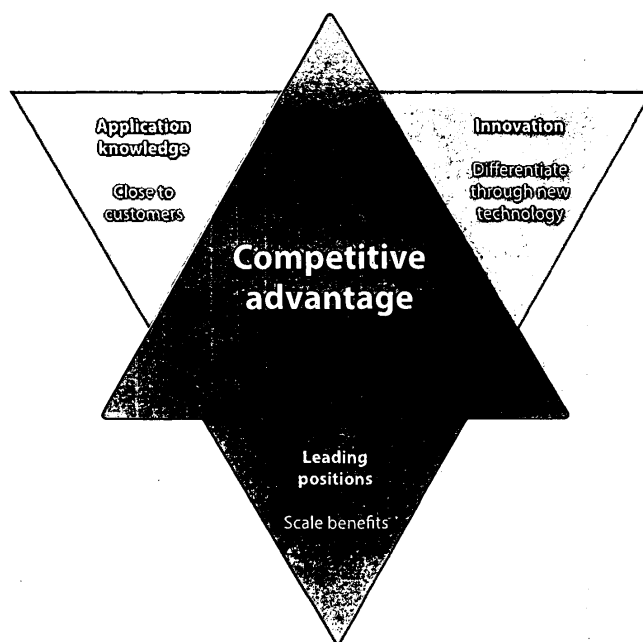 Application
knowledge
Close to
customers
Innovation
Differentiate
through new
technology
Competitive
advantage
Leading
positions
Scale benefits